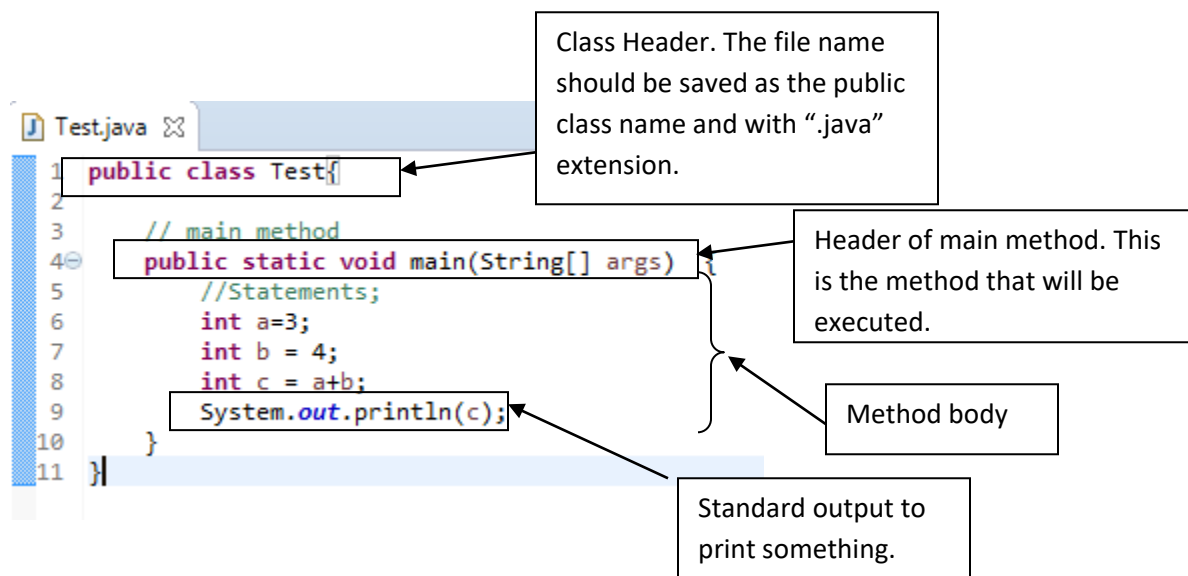 Class Header. The file name
should be saved as the public
class name and with “.java”
extension.
Test.java
1 public class Test{
2
3 // main method
4 public static void main(String[] args) {
5 //Statements;
6 int a=3;
7 int b = 4;
8 int c = a+b;
9 System.out.println(c);
10 }
11 }
Header of main method. This
is the method that will be
executed.
Method body
Standard output to
print something.